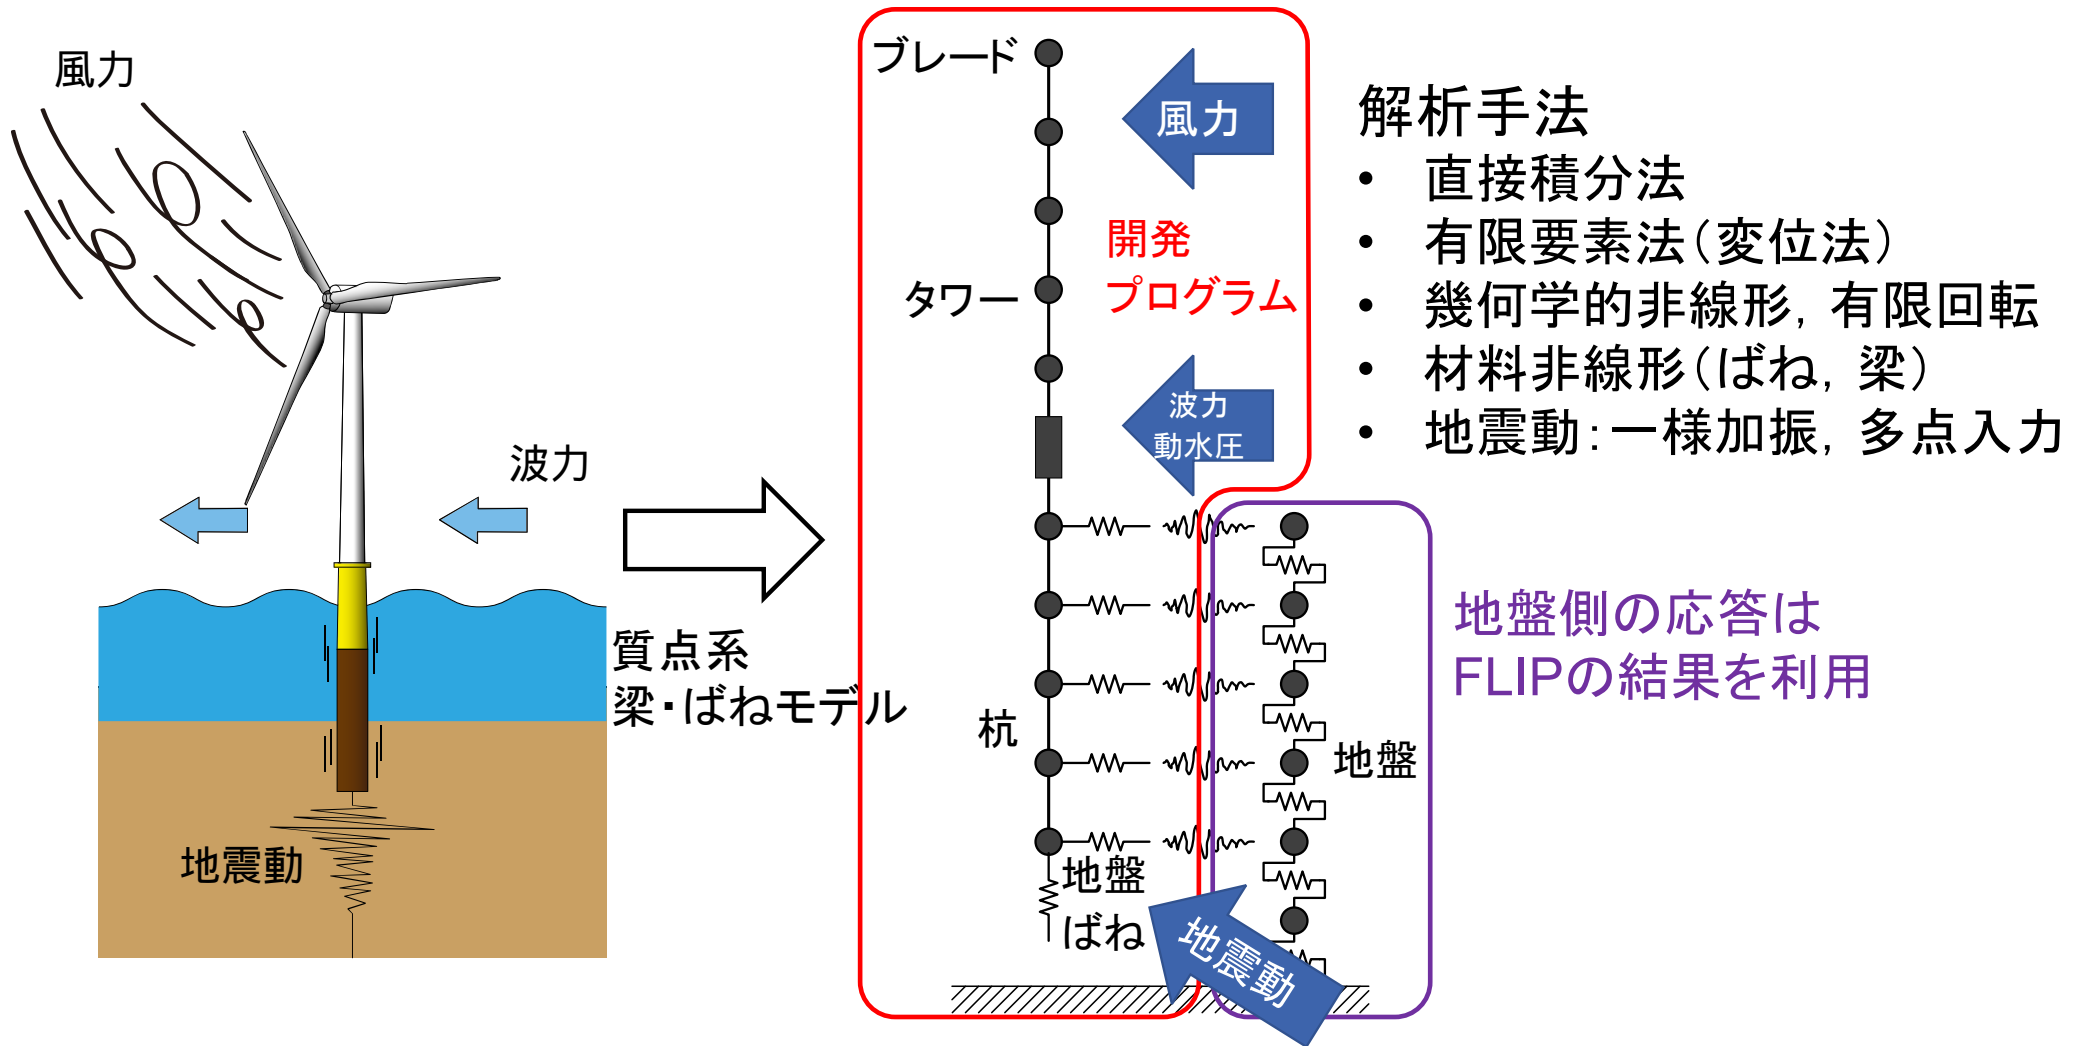 風力
波力
地震動
質点系
梁・ばねモデル
ブレード
タワー
杭
地盤
ばね
風力
開発
プログラム
波力
動水圧
地震動
地盤
解析手法
• 直接積分法
• 有限要素法（変位法）
• 幾何学的非線形，有限回転
• 材料非線形（ばね，梁）
• 地震動：一様加振，多点入力
地盤側の応答は
FLIPの結果を利用